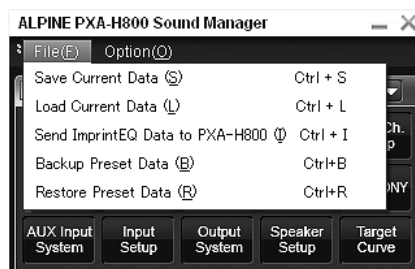 ALPINE PXA-H800 Sound Manager
File(F) Option(O)
Save Current Data (S) Ctrl + S
Load Current Data (L) Ctrl + L
Send ImprintEQ Data to PXA-H800 (I) Ctrl + I
Backup Preset Data (B) Ctrl+B
Restore Preset Data (R) Ctrl+R
AUX Input System
Input Setup
Output System
Speaker Setup
Target Curve